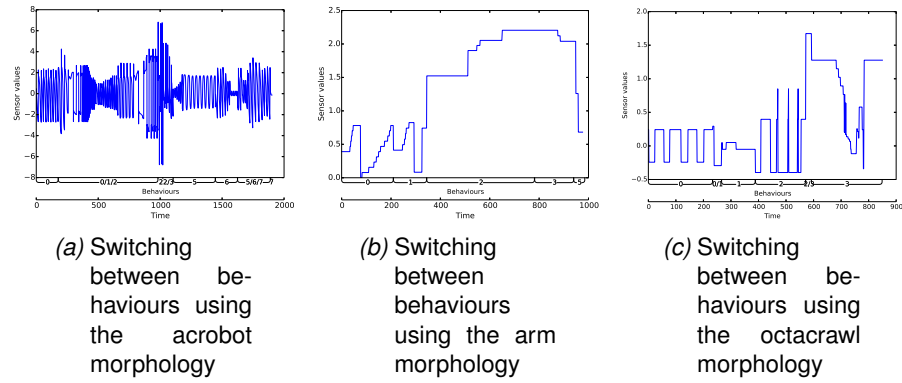 8
6
4
2
0
−2
−4
−6
−8
Sensor values
0 0/1/2 5 6 5/6/7 7
Behaviours
0 500 1000 1500 2000
Time
2.5
2.0
1.5
1.0
0.5
0.0
Sensor values
0 1 2 3 5
Behaviours
0 200 400 600 800 1000
Time
2.0
1.5
1.0
0.5
0.0
−0.5
Sensor values
0 0/1 1 2 2/3 3
Behaviours
0 100 200 300 400 500 600 700 800 900
Time
(a) Switching
between be-
haviours using
the acrobot
morphology
(b) Switching
between
behaviours
using the arm
morphology
(c) Switching
between be-
haviours using
the octacrawl
morphology